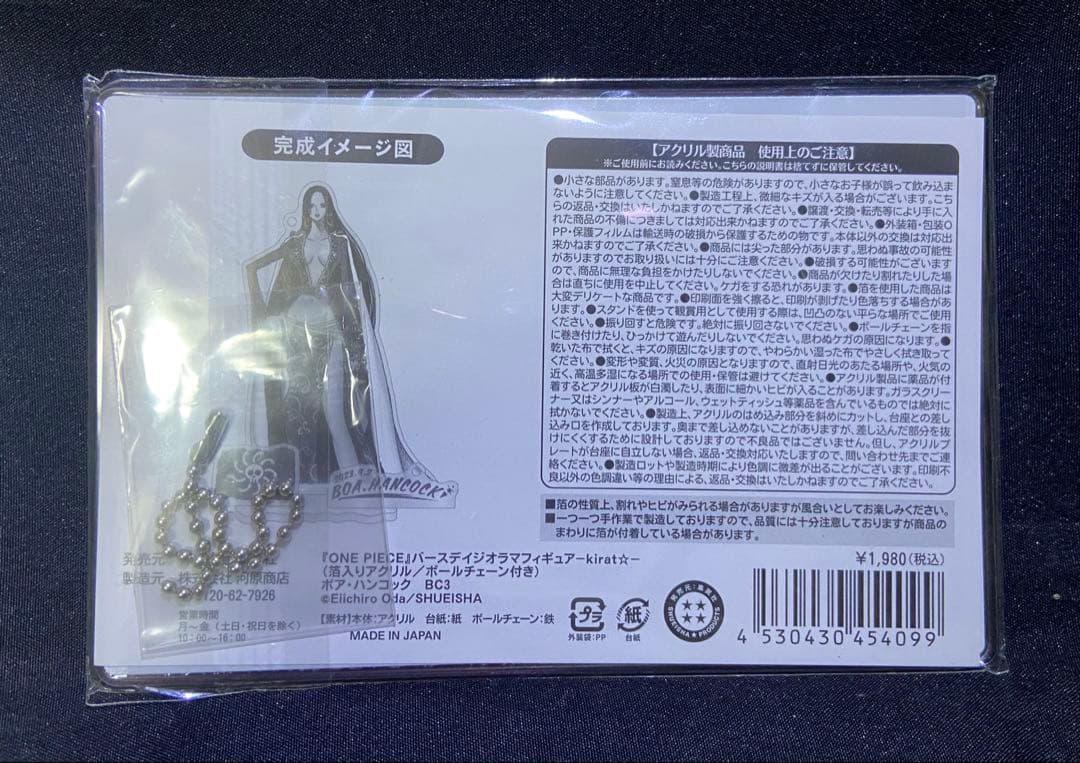 完成イメージ図
2023.9.2
BOA.HANCOCK
【アクリル製商品 使用上のご注意】
※ご使用前にお読みください。こちらの説明書は捨てずに保管してください。
●小さな部品があります。窒息等の危険がありますので、小さなお子様が誤って飲み込ま
ないように注意してください。●製造工程上、微細なキズが入る場合がございます。こち
らの返品・交換はいたしかねますのでご了承ください。●譲渡・交換・転売等により手に入
れた商品の不備につきましては対応出来かねますのでご了承ください。●外装箱・包装O
PP・保護フィルムは輸送時の破損から保護するための物です。本体以外の交換は対応出
来かねますのでご了承ください。●商品には尖った部分があります。思わぬ事故の可能性
がありますのでお取り扱いには十分にご注意ください。●破損する可能性がございます
ので、商品に無理な負担をかけたりしないでください。●商品が欠けたり割れたりした場
合は直ちに使用を中止してください。ケガをする恐れがあります。●箔を使用した商品は
大変デリケートな商品です。●印刷面を強く擦ると、印刷が剥げたり色落ちする場合があ
ります。●スタンドを使って観賞用として使用する際は、凹凸のない平らな場所でご使用
ください。●振り回すと危険です。絶対に振り回さないでください。●ボールチェーンを指
に巻き付けたり、ひっかけて遊んだりしないでください。思わぬケガの原因になります。●
乾いた布で拭くと、キズの原因になりますので、やわらかい湿った布でやさしく拭き取って
ください。●変形や変質、火災の原因となりますので、直射日光のあたる場所や、火気の
近く、高温多湿になる場所での使用・保管は避けてください。●アクリル製品に薬品が付
着するとアクリル板が白濁したり、表面に細かいヒビが入ることがあります。ガラスクリー
ナー又はシンナーやアルコール、ウェットティッシュ等薬品を含んでいるものでは絶対に
拭かないでください。●製造上、アクリルのはめ込み部分を斜めにカットし、台座との差し
込み口を作成しております。奥まで差し込めないことがありますが、差し込んだ部分を抜
けにくくするために設計しておりますので不良品ではございません。但し、アクリルプ
レートが台座に自立しない場合、返品・交換対応いたしますので、問い合わせ先までご連
絡ください。●製造ロットや製造時期により色調に微差が出ることがございます。印刷
不良以外の色調違い等の理由による、返品・交換はいたしかねますのでご了承ください。
■箔の性質上、割れやヒビがみられる場合がありますが風合いとしてお楽しみください。
■一つ一つ手作業で製造しておりますので、品質には十分注意しておりますが商品の
まわりに箔が付着している場合があります。
発売元
製造元 株式会社 河原商店
0120-62-7926
営業時間
月〜金(土日・祝日を除く)
10:00〜16:00
『ONE PIECE』バースデイジオラマフィギュアーkirat☆ー
(箔入りアクリル/ボールチェーン付き)
ボア・ハンコック BC3
©Eiichiro Oda/SHUEISHA
【素材】本体:アクリル 台紙:紙 ボールチェーン:鉄
MADE IN JAPAN
¥1,980(税込)
プラ
外装袋:PP
紙
台紙
発売元:集英社
SHUEISHA PRODUCTS
4 530430 454099